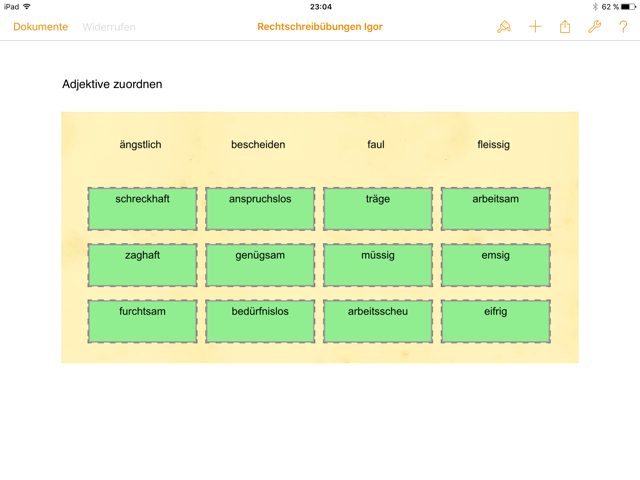 iPad 23:04 62 %
Dokumente Widerrufen Rechtschreibübungen Igor ?
Adjektive zuordnen
ängstlich bescheiden faul fleissig
schreckhaft anspruchslos träge arbeitsam
zaghaft genügsam müssig emsig
furchtsam bedürfnislos arbeitsscheu eifrig